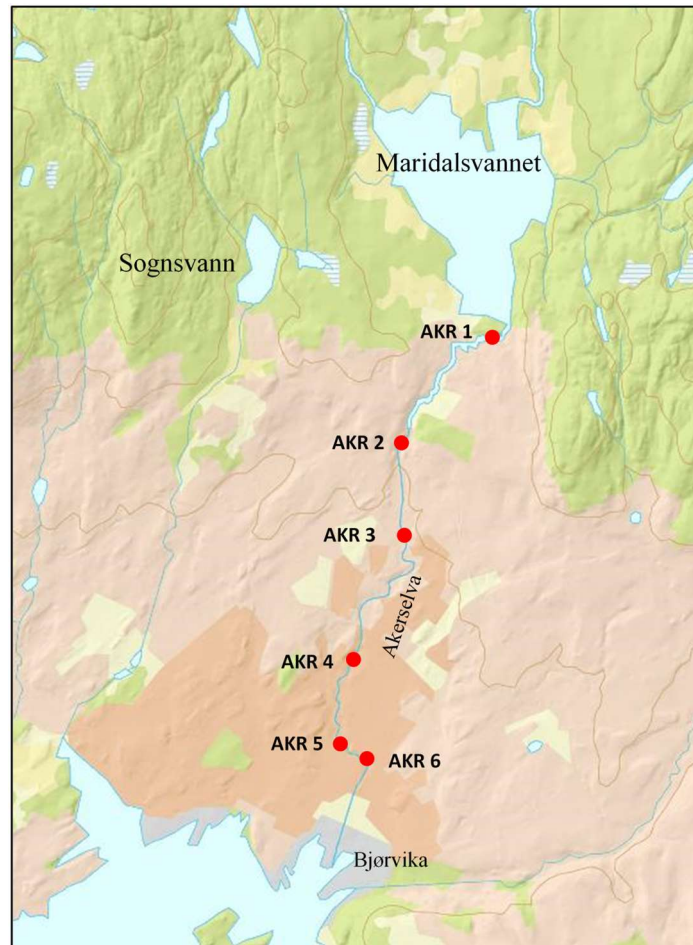 Maridalsvannet
Sognsvann
AKR 1
AKR 2
AKR 3
Akerselva
AKR 4
AKR 5
AKR 6
Bjørvika